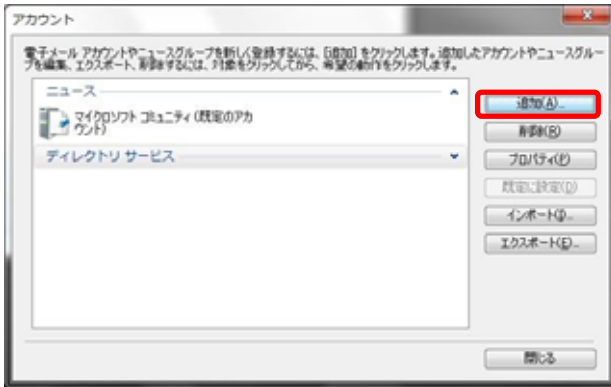 アカウント
電子メール アカウントやニュースグループを新しく登録するには、[追加] をクリックします。追加したアカウントやニュースグルー
プを編集、エクスポート、削除するには、対象をクリックしてから、希望の動作をクリックします。
ニュース
マイクロソフト コミュニティ (既定のアカ
ウント)
ディレクトリ サービス
追加(A)...
削除(R)
プロパティ(P)
既定に設定(D)
インポート(I)...
エクスポート(E)...
閉じる